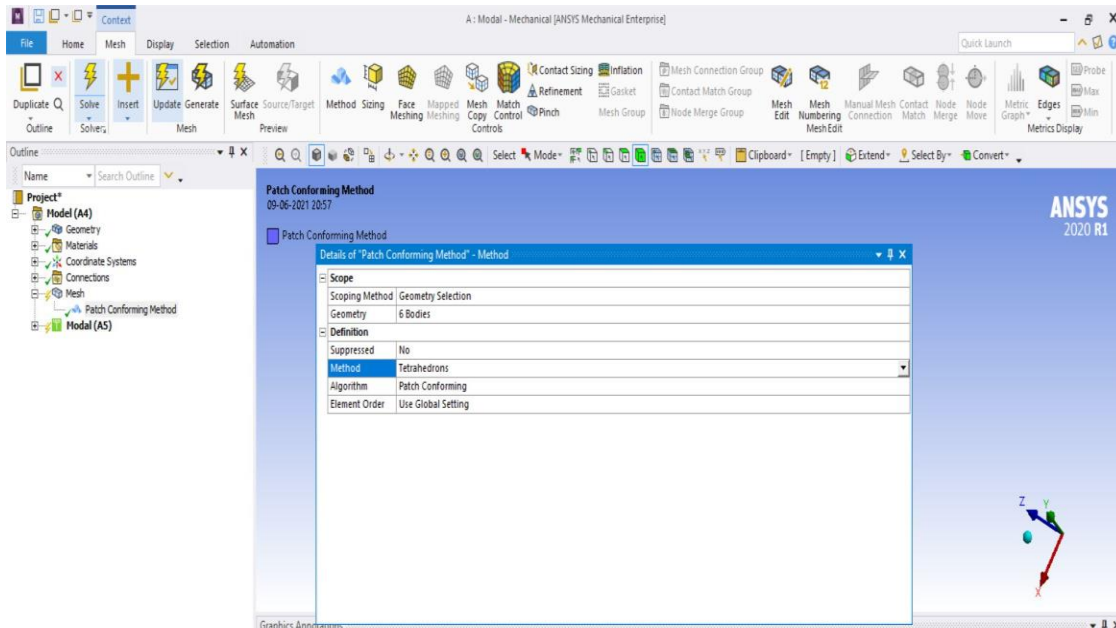 Context
A : Modal - Mechanical [ANSYS Mechanical Enterprise]
File Home Mesh Display Selection Automation
Quick Launch
Duplicate Q
Outline
Solve
Solve
Insert
Update Generate
Mesh
Surface Mesh
Source/Target
Preview
Method Sizing
Face Meshing
Mapped Meshing
Mesh Copy
Match Control
Contact Sizing
Refinement
Pinch
Inflation
Gasket
Mesh Group
Controls
Mesh Connection Group
Contact Match Group
Node Merge Group
Mesh Edit
Mesh Numbering
Manual Mesh Connection
Contact Match
Node Merge
Node Move
Mesh Edit
Metric Graph
Edges
Probe
Max
Min
Metrics Display
Outline
Name Search Outline
Select Mode Clipboard [Empty] Extend Select By Convert
Project*
Model (A4)
Geometry
Materials
Coordinate Systems
Connections
Mesh
Patch Conforming Method
Modal (A5)
Patch Conforming Method
09-06-2021 20:57
Patch Conforming Method
ANSYS
2020 R1
Details of "Patch Conforming Method" - Method
Scope
Scoping Method Geometry Selection
Geometry 6 Bodies
Definition
Suppressed No
Method Tetrahedrons
Algorithm Patch Conforming
Element Order Use Global Setting
Z Y
X
Graphics Annotations